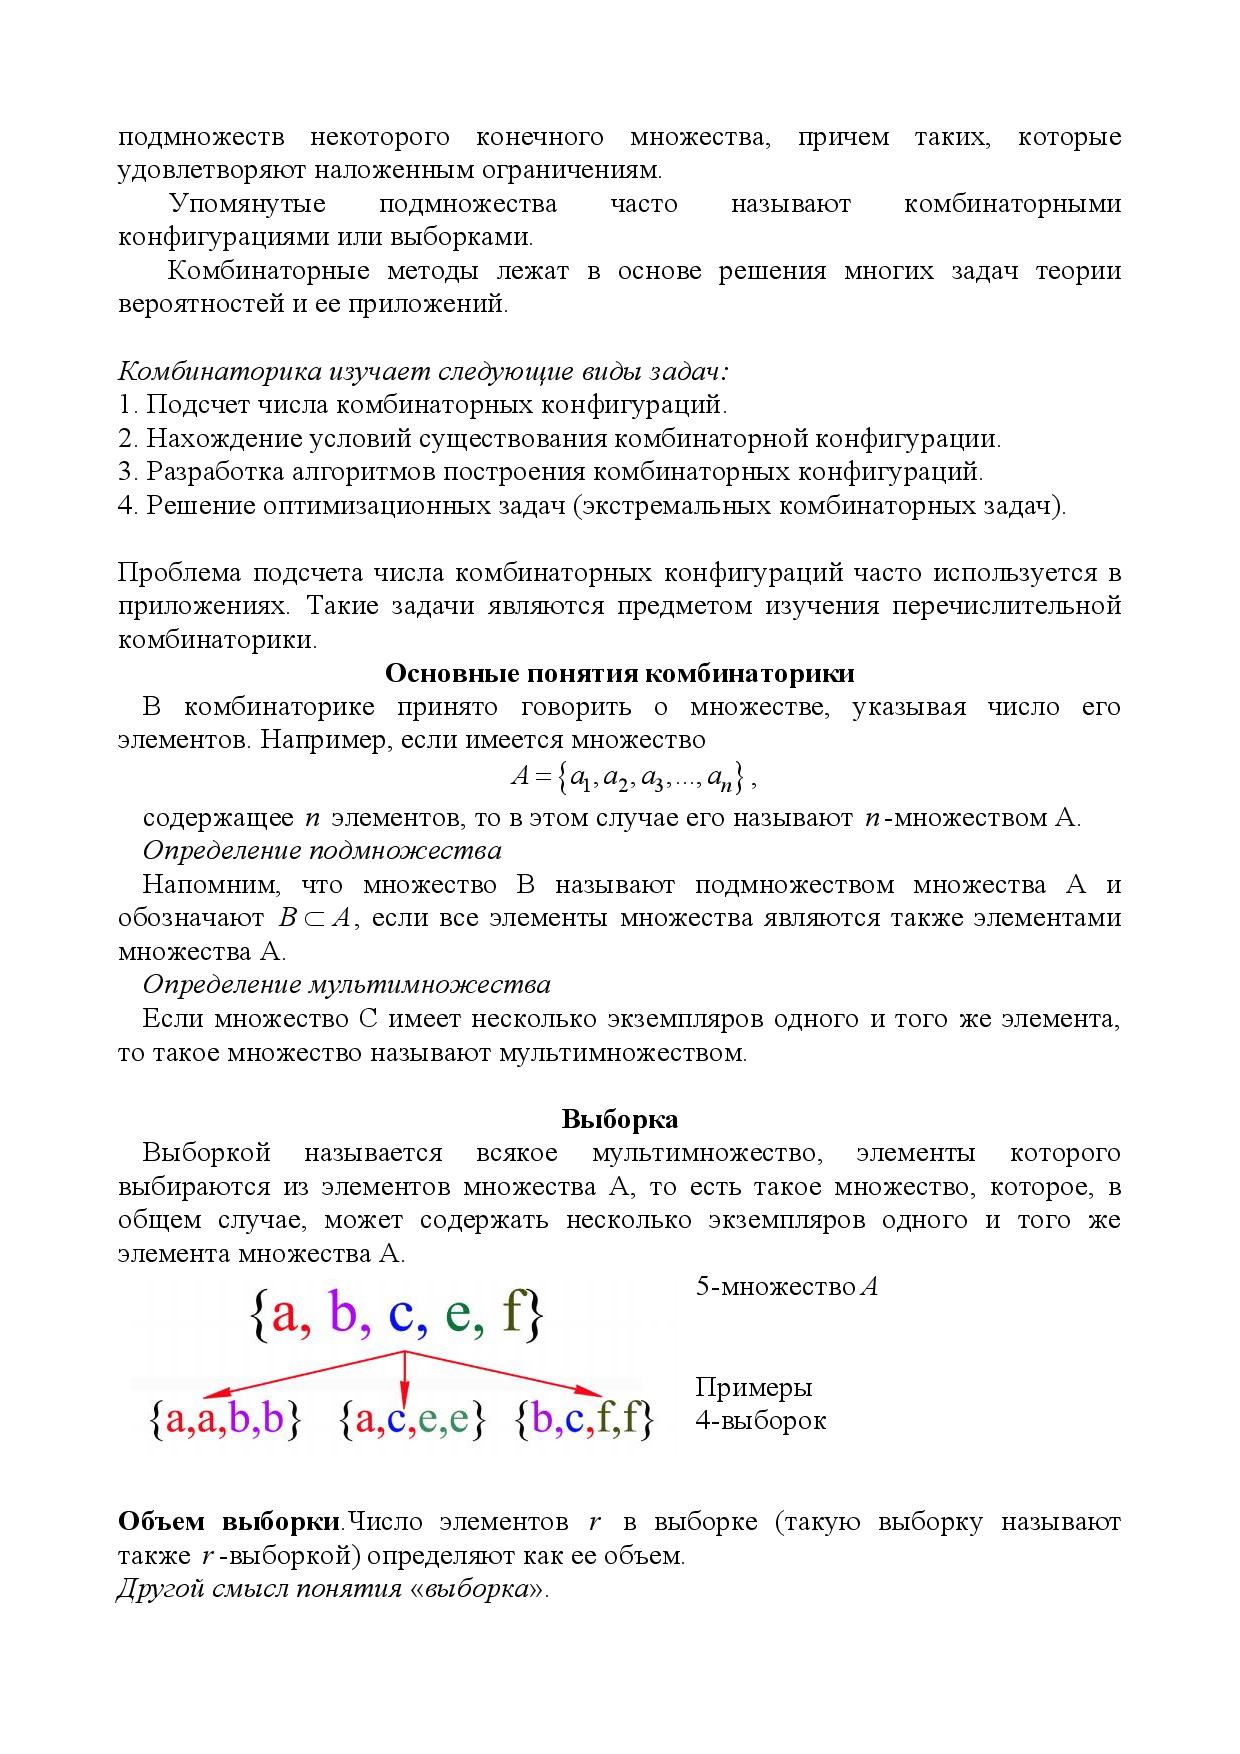 подмножеств некоторого конечного множества, причем таких, которые
удовлетворяют наложенным ограничениям.
Упомянутые подмножества часто называют комбинаторными
конфигурациями или выборками.
Комбинаторные методы лежат в основе решения многих задач теории
вероятностей и ее приложений.
Комбинаторика изучает следующие виды задач:
1. Подсчет числа комбинаторных конфигураций.
2. Нахождение условий существования комбинаторной конфигурации.
3. Разработка алгоритмов построения комбинаторных конфигураций.
4. Решение оптимизационных задач (экстремальных комбинаторных задач).
Проблема подсчета числа комбинаторных конфигураций часто используется в
приложениях. Такие задачи являются предметом изучения перечислительной
комбинаторики.
Основные понятия комбинаторики
В комбинаторике принято говорить о множестве, указывая число его
элементов. Например, если имеется множество
A = {a₁, a₂, a₃, ..., aₙ},
содержащее n элементов, то в этом случае его называют n-множеством А.
Определение подмножества
Напомним, что множество В называют подмножеством множества А и
обозначают B ⊂ A, если все элементы множества являются также элементами
множества А.
Определение мультимножества
Если множество С имеет несколько экземпляров одного и того же элемента,
то такое множество называют мультимножеством.
Выборка
Выборкой называется всякое мультимножество, элементы которого
выбираются из элементов множества А, то есть такое множество, которое, в
общем случае, может содержать несколько экземпляров одного и того же
элемента множества А.
{a, b, c, e, f}
5-множество A
{a,a,b,b} {a,c,e,e} {b,c,f,f}
Примеры
4-выборок
Объем выборки.Число элементов r в выборке (такую выборку называют
также r-выборкой) определяют как ее объем.
Другой смысл понятия «выборка».